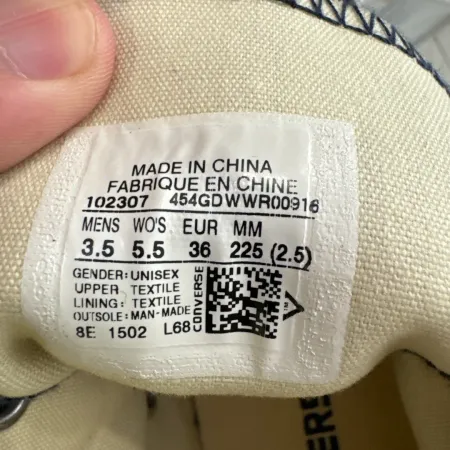 MADE IN CHINA
FABRIQUE EN CHINE
102307 454GDWWR00916
MENS WO'S EUR MM
3.5 5.5 36 225 (2.5)
GENDER: UNISEX
UPPER : TEXTILE
LINING: TEXTILE
OUTSOLE: MAN-MADE
8E 1502 L68
CONVERSE
TM